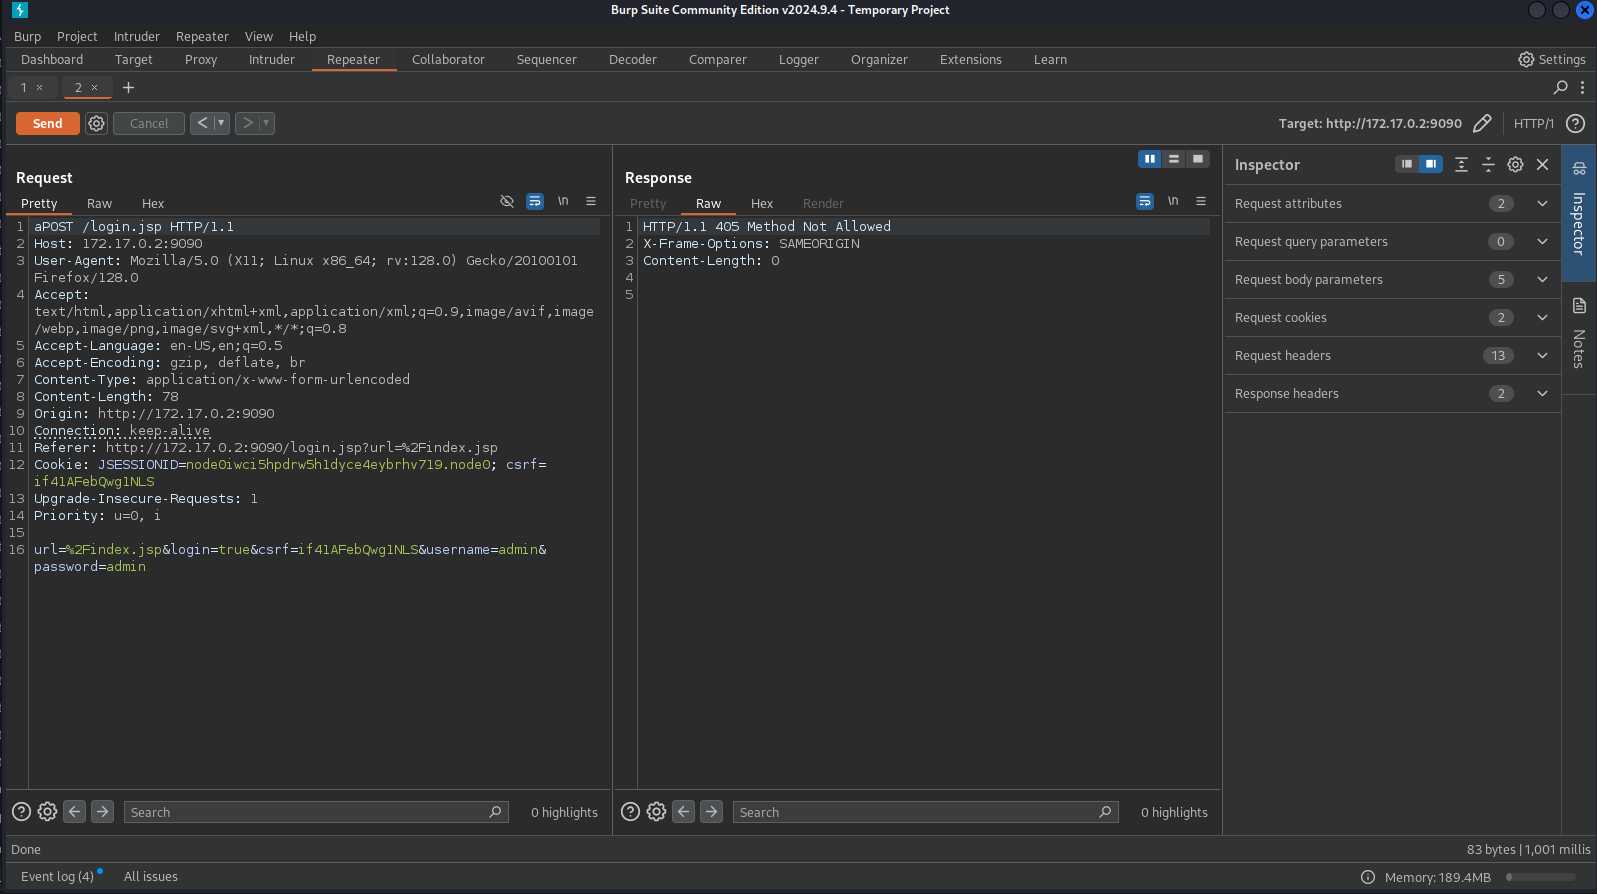 Burp Suite Community Edition v2024.9.4 - Temporary Project
Burp Project Intruder Repeater View Help
Dashboard Target Proxy Intruder Repeater Collaborator Sequencer Decoder Comparer Logger Organizer Extensions Learn Settings
1 × 2 × +
Send Cancel < > Target: http://172.17.0.2:9090 HTTP/1
Request
Pretty Raw Hex \n
1 aPOST /login.jsp HTTP/1.1
2 Host: 172.17.0.2:9090
3 User-Agent: Mozilla/5.0 (X11; Linux x86_64; rv:128.0) Gecko/20100101
Firefox/128.0
4 Accept:
text/html,application/xhtml+xml,application/xml;q=0.9,image/avif,image
/webp,image/png,image/svg+xml,*/*;q=0.8
5 Accept-Language: en-US,en;q=0.5
6 Accept-Encoding: gzip, deflate, br
7 Content-Type: application/x-www-form-urlencoded
8 Content-Length: 78
9 Origin: http://172.17.0.2:9090
10 Connection: keep-alive
11 Referer: http://172.17.0.2:9090/login.jsp?url=%2Findex.jsp
12 Cookie: JSESSIONID=node0iwci5hpdrw5h1dyce4eybrhv719.node0; csrf=
if41AFebQwg1NLS
13 Upgrade-Insecure-Requests: 1
14 Priority: u=0, i
15
16 url=%2Findex.jsp&login=true&csrf=if41AFebQwg1NLS&username=admin&
password=admin
Search 0 highlights
Response
Pretty Raw Hex Render \n
1 HTTP/1.1 405 Method Not Allowed
2 X-Frame-Options: SAMEORIGIN
3 Content-Length: 0
4
5
Search 0 highlights
Inspector
Request attributes 2
Request query parameters 0
Request body parameters 5
Request cookies 2
Request headers 13
Response headers 2
Inspector
Notes
Done 83 bytes | 1,001 millis
Event log (4) All issues Memory: 189.4MB